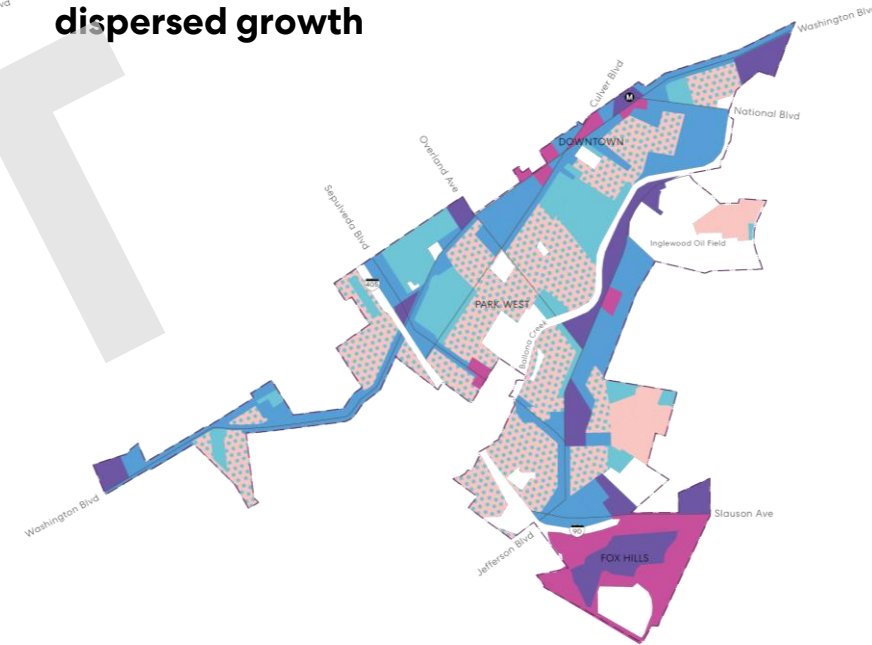 dispersed growth
Washington Blvd
Culver Blvd
M
National Blvd
DOWNTOWN
Overland Ave
Sepulveda Blvd
Inglewood Oil Field
405
PARK WEST
Ballona Creek
Washington Blvd
Slauson Ave
90
Jefferson Blvd
FOX HILLS